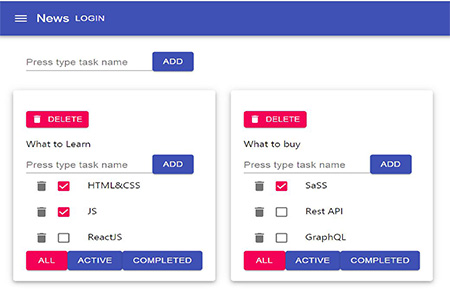 News LOGIN
Press type task name ADD
DELETE
What to Learn
Press type task name ADD
HTML&CSS
JS
ReactJS
ALL ACTIVE COMPLETED
DELETE
What to buy
Press type task name ADD
SaSS
Rest API
GraphQL
ALL ACTIVE COMPLETED